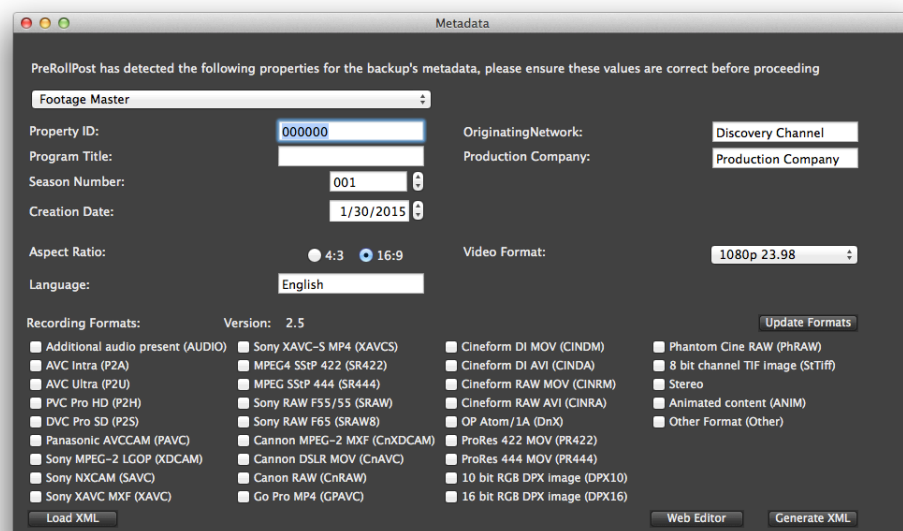 Metadata
PreRollPost has detected the following properties for the backup's metadata, please ensure these values are correct before proceeding
Footage Master
Property ID: 000000 OriginatingNetwork: Discovery Channel
Program Title: Production Company: Production Company
Season Number: 001
Creation Date: 1/30/2015
Aspect Ratio: 4:3 16:9 Video Format: 1080p 23.98
Language: English
Recording Formats: Version: 2.5 Update Formats
Additional audio present (AUDIO) Sony XAVC-S MP4 (XAVCS) Cineform DI MOV (CINDM) Phantom Cine RAW (PhRAW)
AVC Intra (P2A) MPEG4 SStP 422 (SR422) Cineform DI AVI (CINDA) 8 bit channel TIF image (StTiff)
AVC Ultra (P2U) MPEG SStP 444 (SR444) Cineform RAW MOV (CINRM) Stereo
PVC Pro HD (P2H) Sony RAW F55/55 (SRAW) Cineform RAW AVI (CINRA) Animated content (ANIM)
DVC Pro SD (P2S) Sony RAW F65 (SRAW8) OP Atom/1A (DnX) Other Format (Other)
Panasonic AVCCAM (PAVC) Cannon MPEG-2 MXF (CnXDCAM) ProRes 422 MOV (PR422)
Sony MPEG-2 LGOP (XDCAM) Cannon DSLR MOV (CnAVC) ProRes 444 MOV (PR444)
Sony NXCAM (SAVC) Canon RAW (CnRAW) 10 bit RGB DPX image (DPX10)
Sony XAVC MXF (XAVC) Go Pro MP4 (GPAVC) 16 bit RGB DPX image (DPX16)
Load XML Web Editor Generate XML